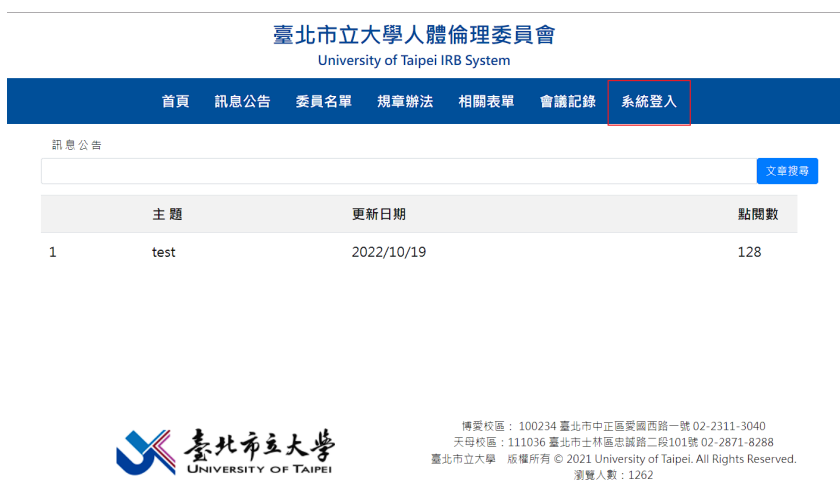 臺北市立大學人體倫理委員會
University of Taipei IRB System
首頁 訊息公告 委員名單 規章辦法 相關表單 會議記錄 系統登入
訊息公告
文章搜尋
主 題 更新日期 點閱數
1 test 2022/10/19 128
臺北市立大學
UNIVERSITY OF TAIPEI
博愛校區： 100234 臺北市中正區愛國西路一號 02-2311-3040
天母校區：111036 臺北市士林區忠誠路二段101號 02-2871-8288
臺北市立大學 版權所有 © 2021 University of Taipei. All Rights Reserved.
瀏覽人數：1262